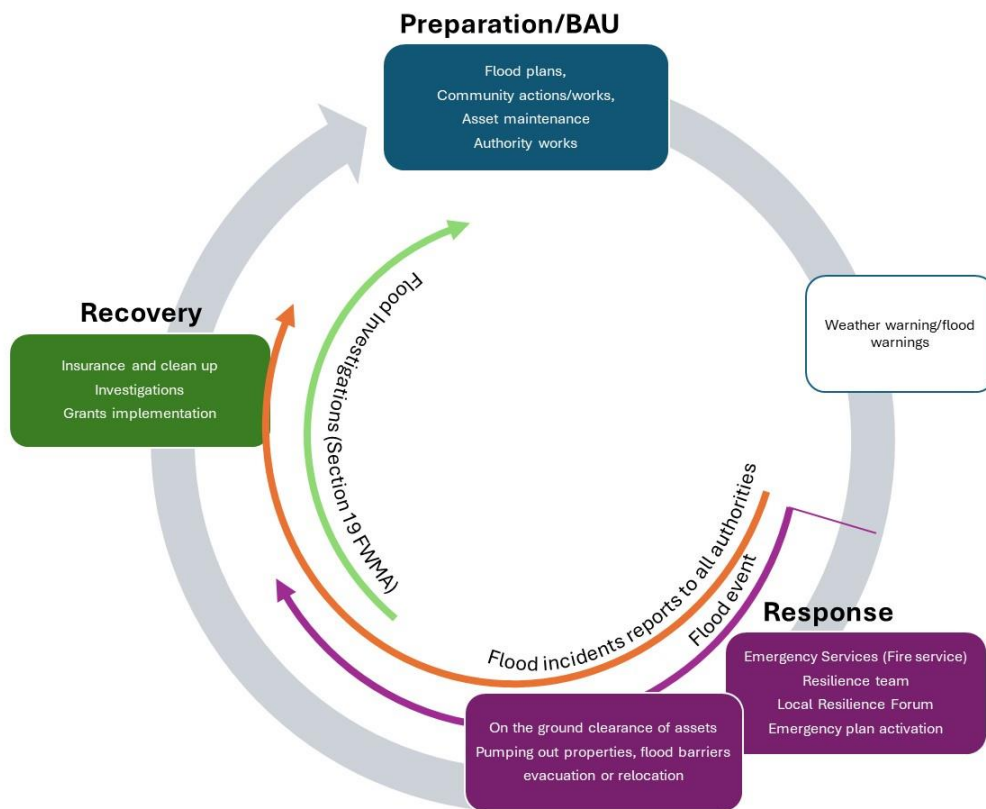 Preparation/BAU
Flood plans,
Community actions/works,
Asset maintenance
Authority works
Weather warning/flood
warnings
Response
Emergency Services (Fire service)
Resilience team
Local Resilience Forum
Emergency plan activation
On the ground clearance of assets
Pumping out properties, flood barriers
evacuation or relocation
Flood event
Flood incidents reports to all authorities
Flood Investigations (Section 19 FWMA)
Recovery
Insurance and clean up
Investigations
Grants implementation